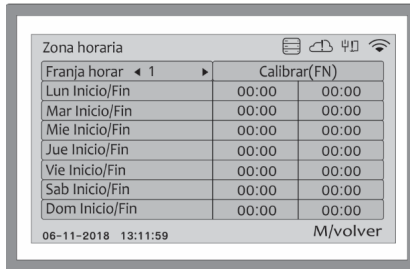 Zona horaria
Franja horar ◀ 1 ▶ Calibrar(FN)
Lun Inicio/Fin 00:00 00:00
Mar Inicio/Fin 00:00 00:00
Mie Inicio/Fin 00:00 00:00
Jue Inicio/Fin 00:00 00:00
Vie Inicio/Fin 00:00 00:00
Sab Inicio/Fin 00:00 00:00
Dom Inicio/Fin 00:00 00:00
06-11-2018 13:11:59 M/volver